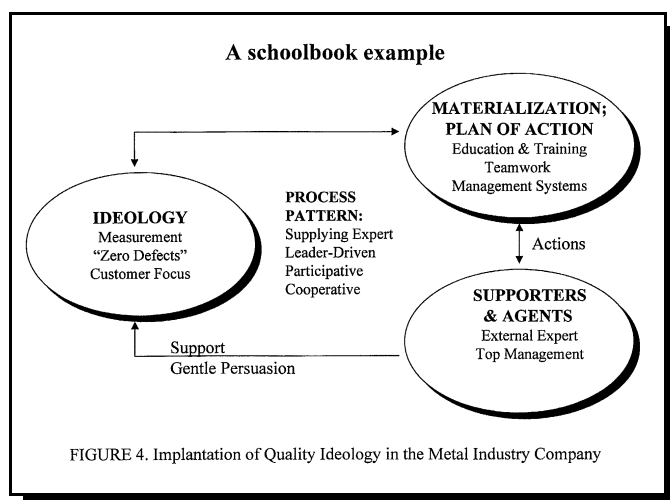 A schoolbook example
MATERIALIZATION;
PLAN OF ACTION
Education & Training
Teamwork
Management Systems
IDEOLOGY
Measurement
“Zero Defects”
Customer Focus
PROCESS
PATTERN:
Supplying Expert
Leader-Driven
Participative
Cooperative
Actions
SUPPORTERS
& AGENTS
External Expert
Top Management
Support
Gentle Persuasion
FIGURE 4. Implantation of Quality Ideology in the Metal Industry Company